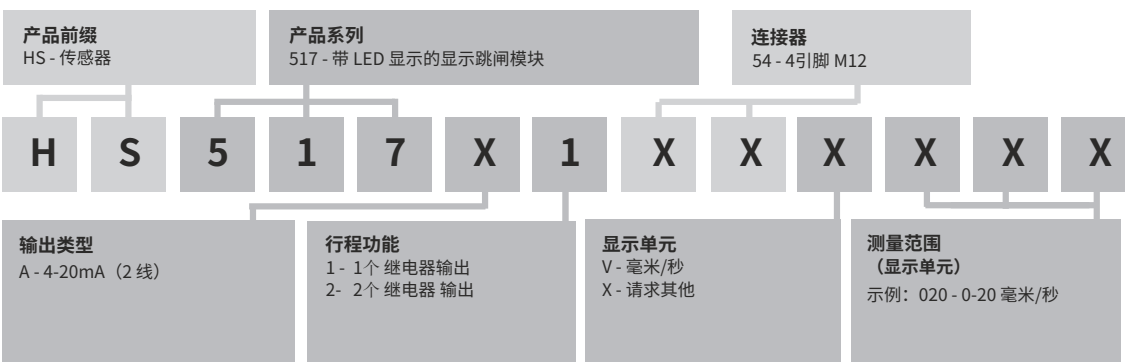 产品前缀
HS - 传感器
产品系列
517 - 带 LED 显示的显示跳闸模块
连接器
54 - 4引脚 M12
H S 5 1 7 X 1 X X X X X X
输出类型
A - 4-20mA（2 线）
行程功能
1 - 1个 继电器输出
2- 2个 继电器 输出
显示单元
V - 毫米/秒
X - 请求其他
测量范围
（显示单元）
示例：020 - 0-20 毫米/秒